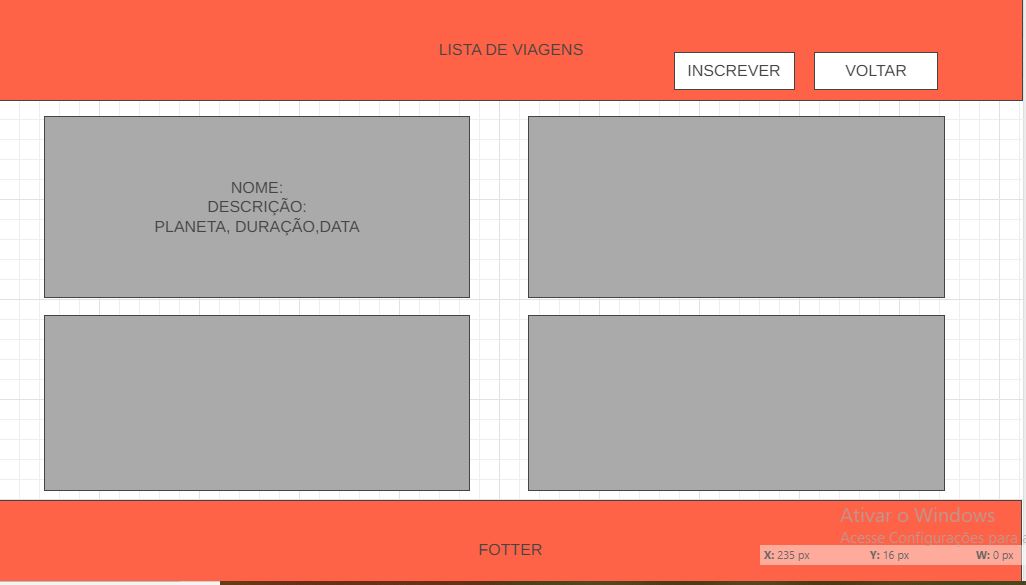 LISTA DE VIAGENS
INSCREVER
VOLTAR
NOME:
DESCRIÇÃO:
PLANETA, DURAÇÃO,DATA
FOTTER
Ativar o Windows
Acesse Configurações para a
X: 235 px Y: 16 px W: 0 px